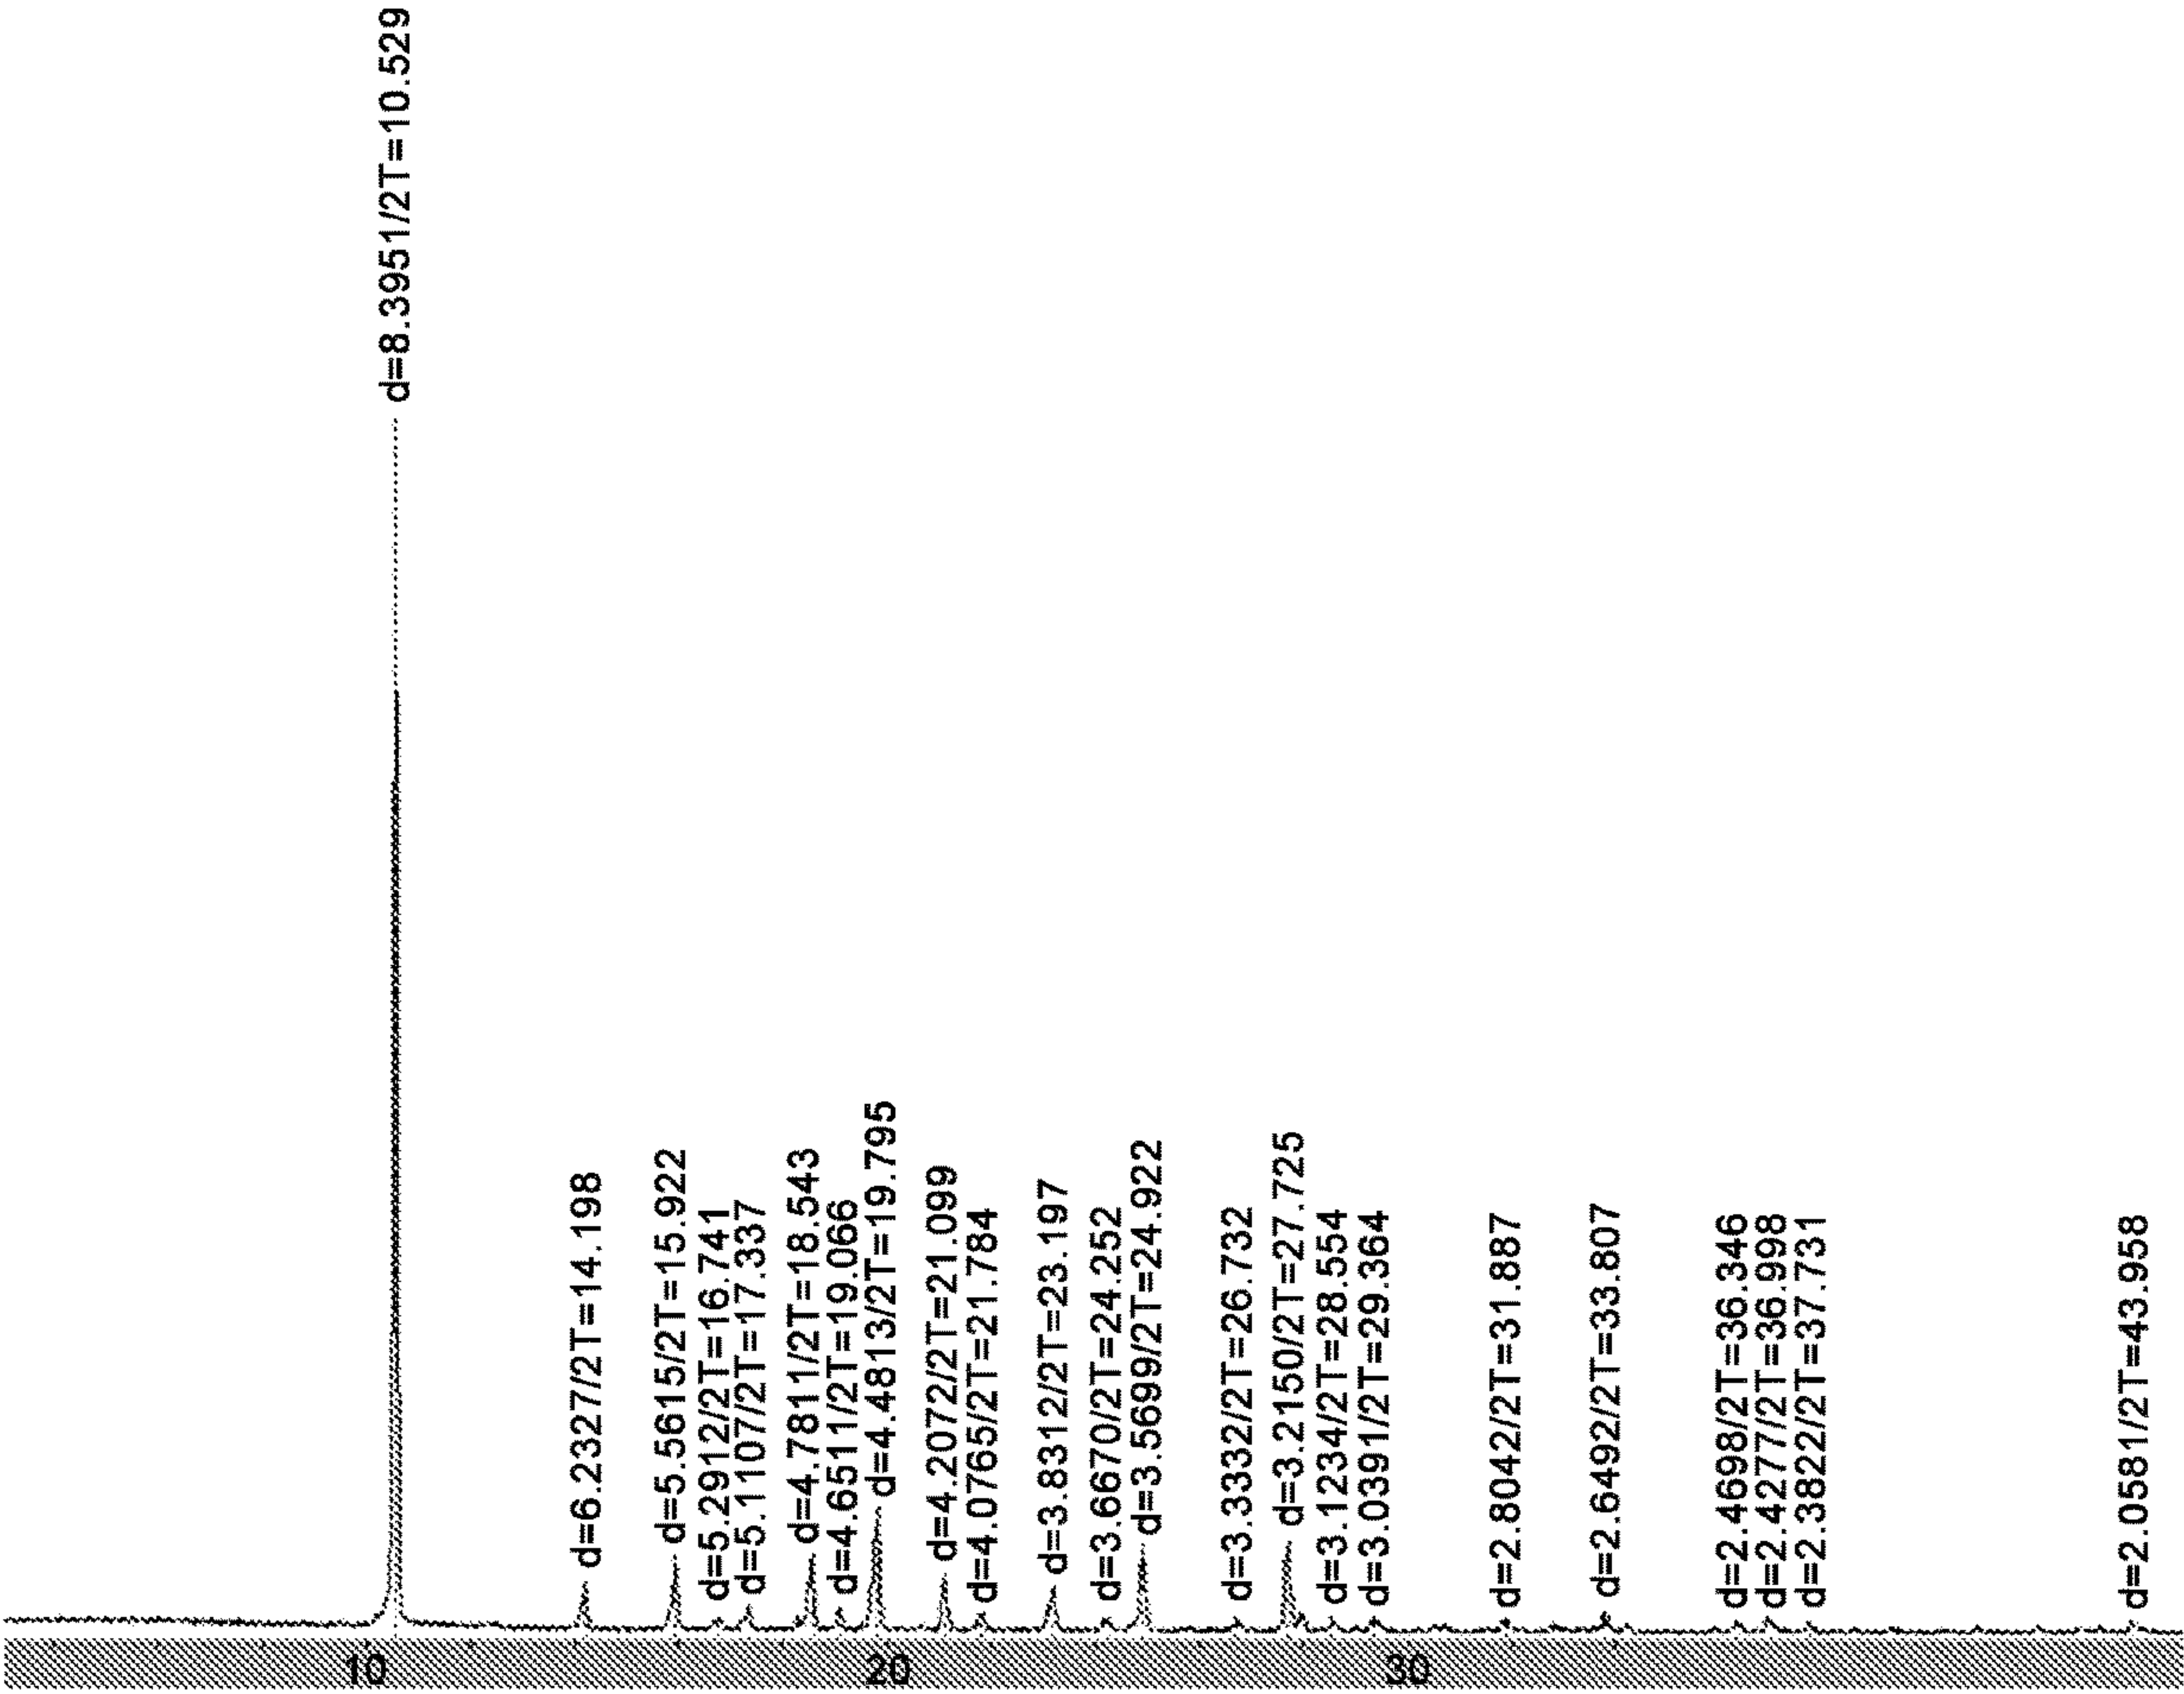 d=8.3951/2T=10.529
d=6.2327/2T=14.198
d=5.5615/2T=15.922
d=5.2912/2T=16.741
d=5.1107/2T=17.337
d=4.7811/2T=18.543
d=4.6511/2T=19.066
d=4.4813/2T=19.795
d=4.2072/2T=21.099
d=4.0765/2T=21.784
d=3.8312/2T=23.197
d=3.6670/2T=24.252
d=3.5699/2T=24.922
d=3.3332/2T=26.732
d=3.2150/2T=27.725
d=3.1234/2T=28.554
d=3.0391/2T=29.364
d=2.8042/2T=31.887
d=2.6492/2T=33.807
d=2.4698/2T=36.346
d=2.4277/2T=36.998
d=2.3822/2T=37.731
d=2.0581/2T=43.958
10
20
30